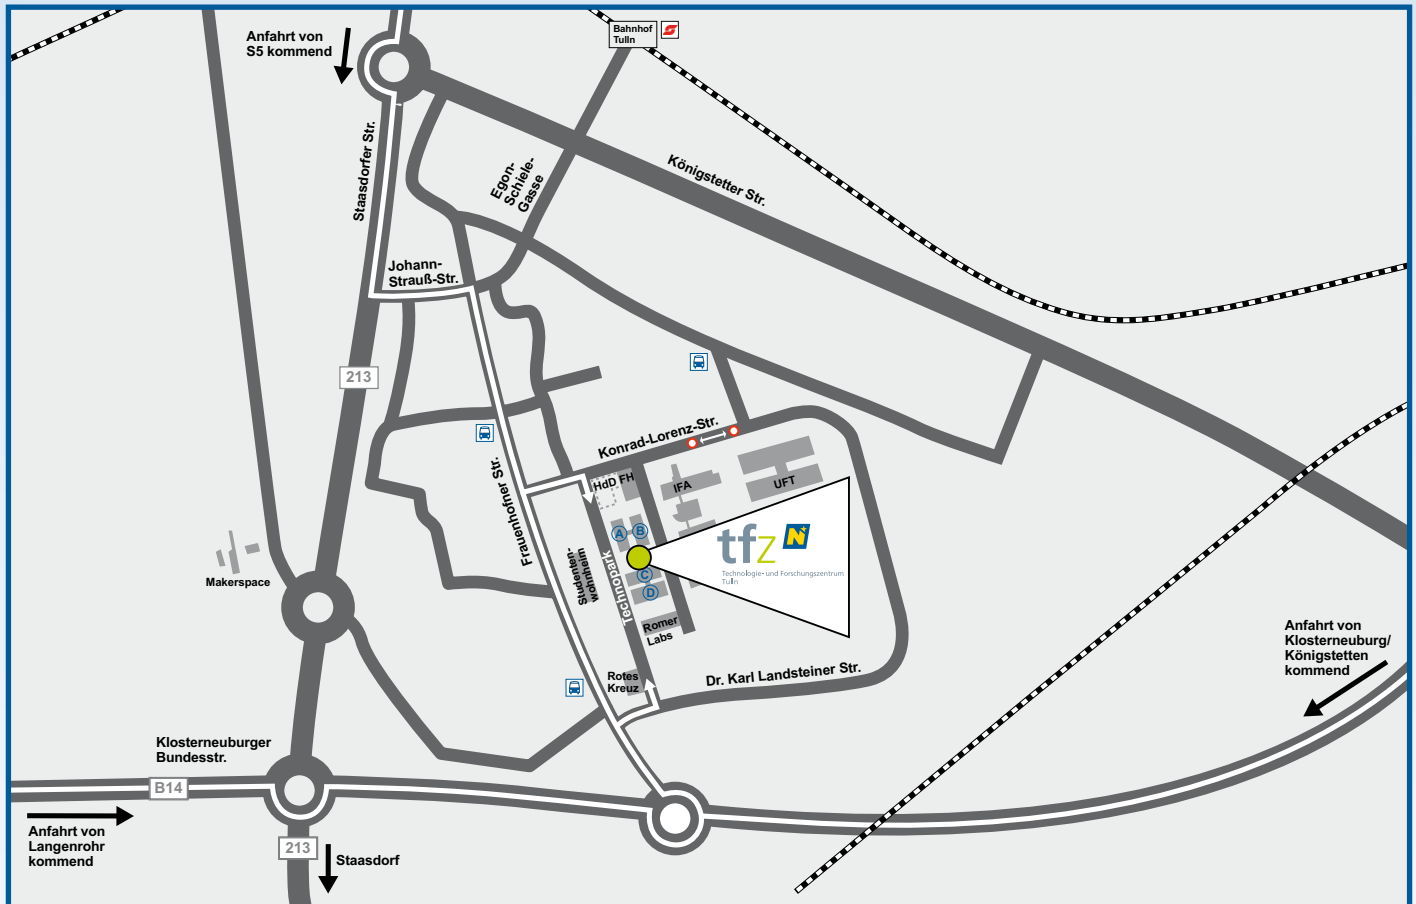 Bahnhof
Tulln
Anfahrt von
S5 kommend
Staasdorfer Str.
Egon-
Schiele-
Gasse
Königstetter Str.
Johann-
Strauß-Str.
213
Konrad-Lorenz-Str.
Frauenhofner Str.
HdD FH
IFA
UFT
A
B
C
D
tfz
N
Technologie- und Forschungszentrum
Tulln
Studenten-
wohnheim
Technopark
Makerspace
Romer
Labs
Rotes
Kreuz
Dr. Karl Landsteiner Str.
Anfahrt von
Klosterneuburg/
Königstetten
kommend
Klosterneuburger
Bundesstr.
B14
Anfahrt von
Langenrohr
kommend
213
Staasdorf